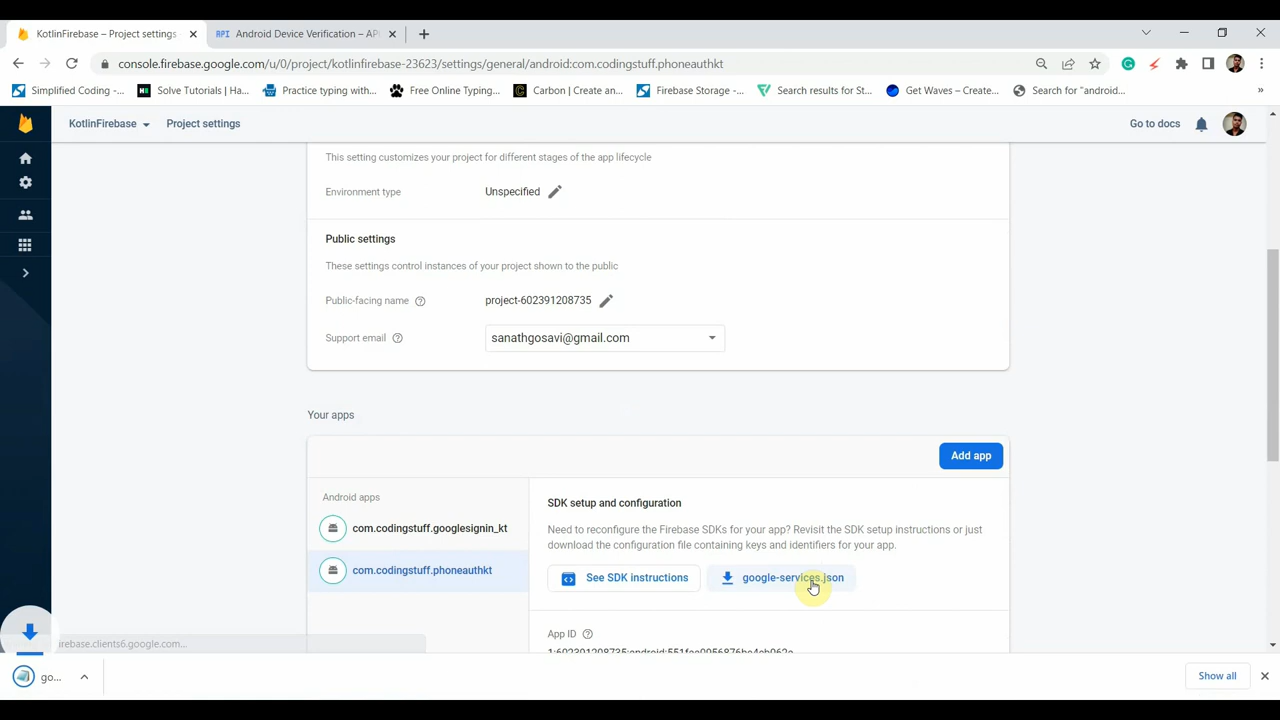 KotlinFirebase – Project settings
Android Device Verification – AP
console.firebase.google.com/u/0/project/kotlinfirebase-23623/settings/general/android:com.codingstuff.phoneauthkt
Simplified Coding -...
Solve Tutorials | Ha...
Practice typing with...
Free Online Typing...
Carbon | Create an...
Firebase Storage -...
Search results for St...
Get Waves – Create...
Search for "android...
»
KotlinFirebase
Project settings
Go to docs
This setting customizes your project for different stages of the app lifecycle
Environment type
Unspecified
Public settings
These settings control instances of your project shown to the public
Public-facing name
project-602391208735
Support email
sanathgosavi@gmail.com
Your apps
Add app
Android apps
com.codingstuff.googlesignin_kt
com.codingstuff.phoneauthkt
SDK setup and configuration
Need to reconfigure the Firebase SDKs for your app? Revisit the SDK setup instructions or just
download the configuration file containing keys and identifiers for your app.
See SDK instructions
google-services.json
App ID
irebase.clients6.google.com...
go...
Show all